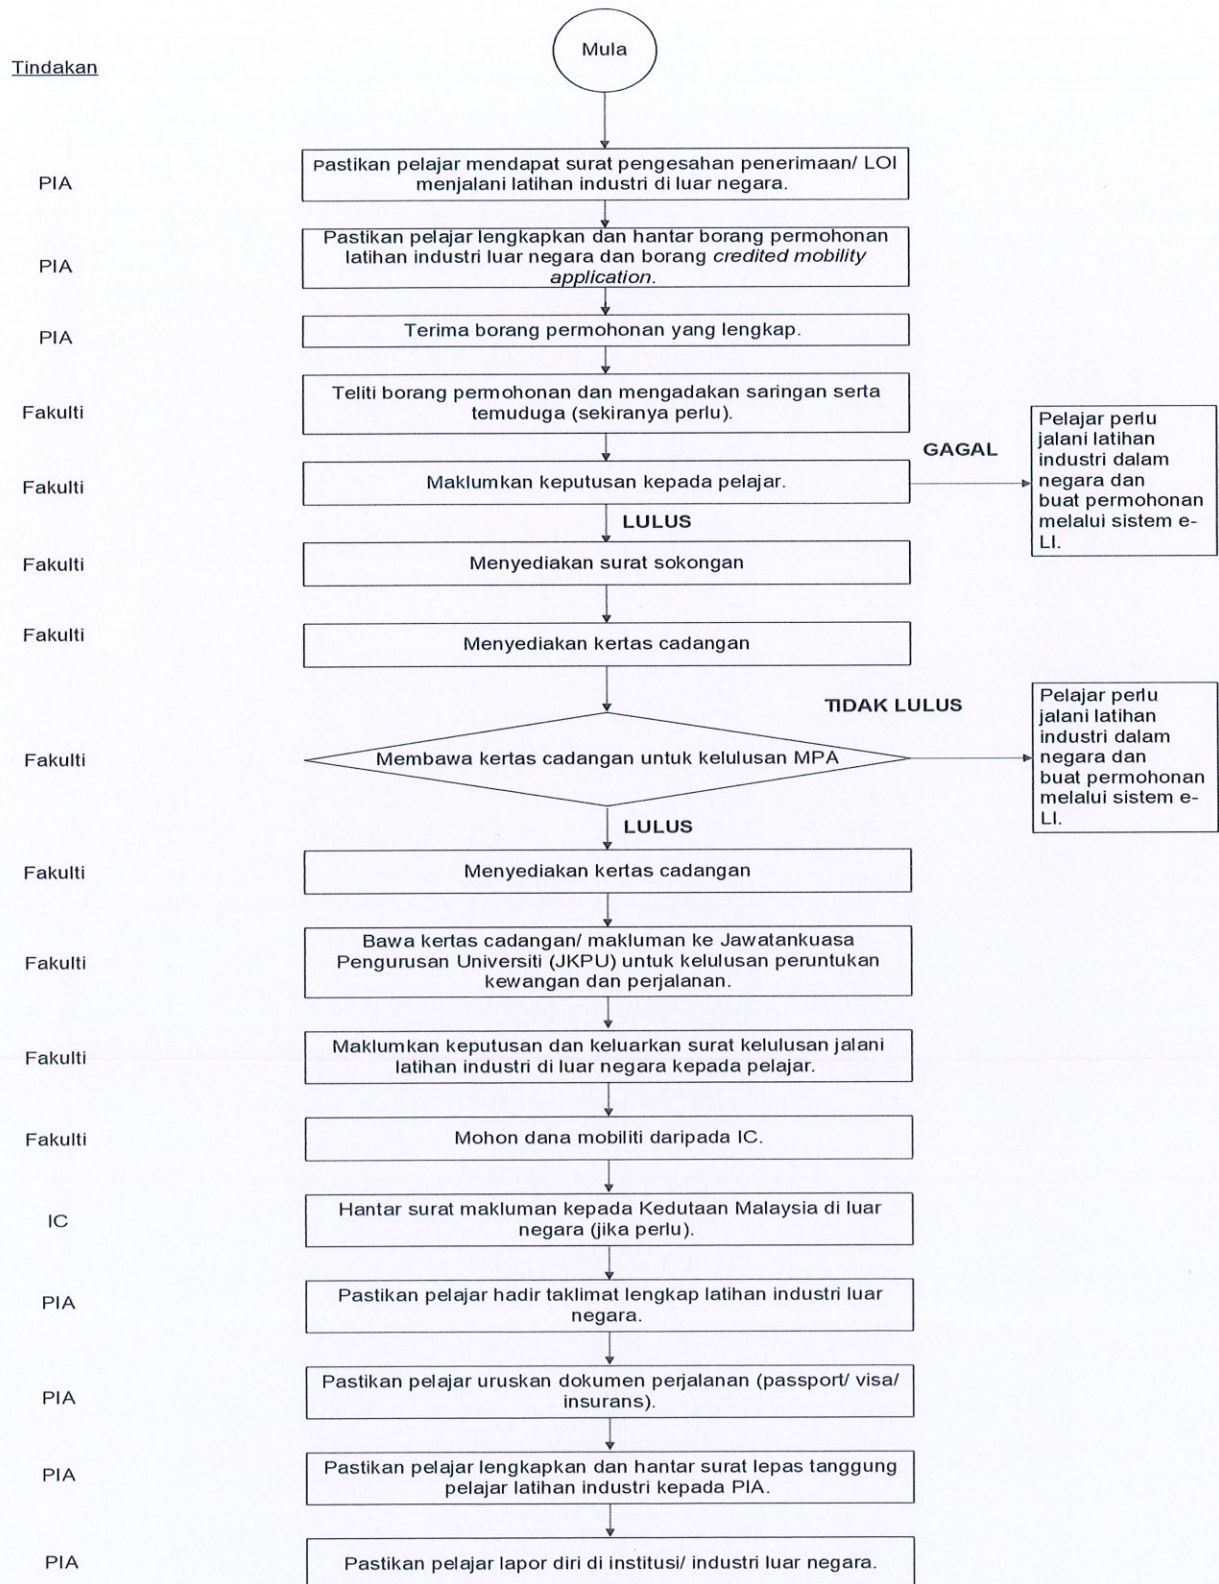 Mula
Tindakan
PIA
Pastikan pelajar mendapat surat pengesahan penerimaan/ LOI
menjalani latihan industri di luar negara.
PIA
Pastikan pelajar lengkapkan dan hantar borang permohonan
latihan industri luar negara dan borang credited mobility
application.
PIA
Terima borang permohonan yang lengkap.
Fakulti
Teliti borang permohonan dan mengadakan saringan serta
temuduga (sekiranya perlu).
Fakulti
Maklumkan keputusan kepada pelajar.
GAGAL
Pelajar perlu
jalani latihan
industri dalam
negara dan
buat permohonan
melalui sistem e-
LI.
LULUS
Fakulti
Menyediakan surat sokongan
Fakulti
Menyediakan kertas cadangan
Fakulti
Membawa kertas cadangan untuk kelulusan MPA
TIDAK LULUS
Pelajar perlu
jalani latihan
industri dalam
negara dan
buat permohonan
melalui sistem e-
LI.
LULUS
Fakulti
Menyediakan kertas cadangan
Fakulti
Bawa kertas cadangan/ makluman ke Jawatankuasa
Pengurusan Universiti (JKPU) untuk kelulusan peruntukan
kewangan dan perjalanan.
Fakulti
Maklumkan keputusan dan keluarkan surat kelulusan jalani
latihan industri di luar negara kepada pelajar.
Fakulti
Mohon dana mobiliti daripada IC.
IC
Hantar surat makluman kepada Kedutaan Malaysia di luar
negara (jika perlu).
PIA
Pastikan pelajar hadir taklimat lengkap latihan industri luar
negara.
PIA
Pastikan pelajar uruskan dokumen perjalanan (passport/ visa/
insurans).
PIA
Pastikan pelajar lengkapkan dan hantar surat lepas tanggung
pelajar latihan industri kepada PIA.
PIA
Pastikan pelajar lapor diri di institusi/ industri luar negara.